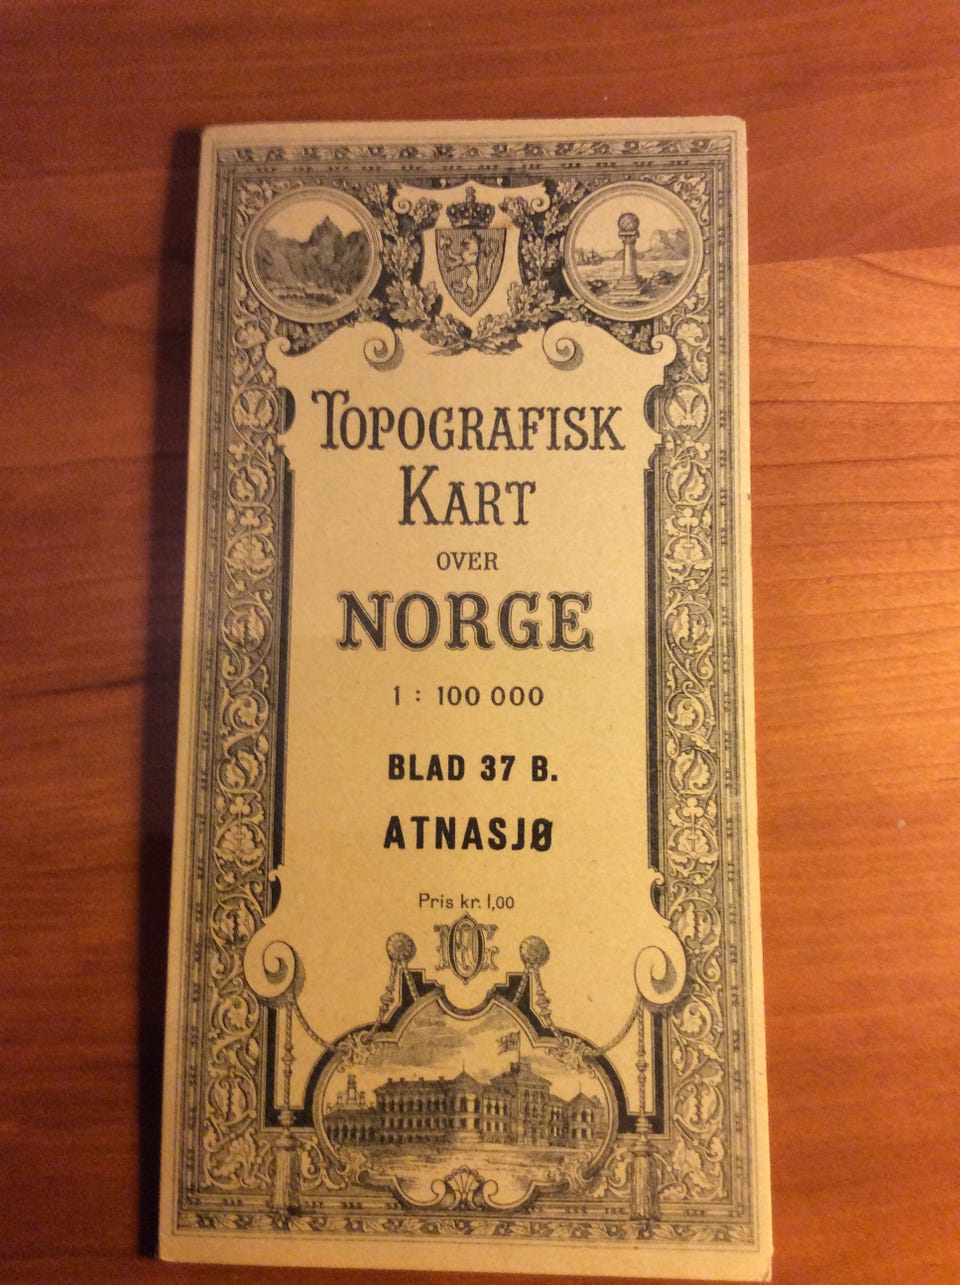 TOPOGRAFISK
KART
OVER
NORGE
1 : 100 000
BLAD 37 B.
ATNASJØ
Pris kr. 1,00